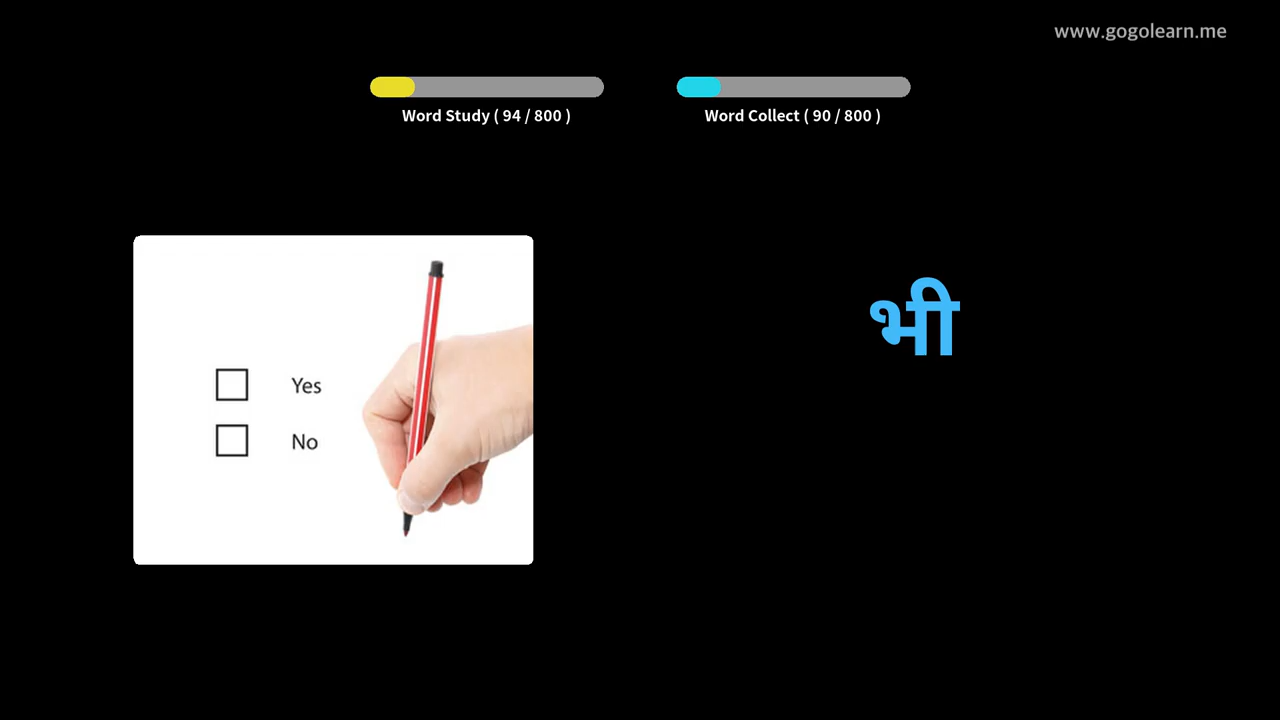 www.gogolearn.me
Word Study ( 94 / 800 )
Word Collect ( 90 / 800 )
Yes
No
भी